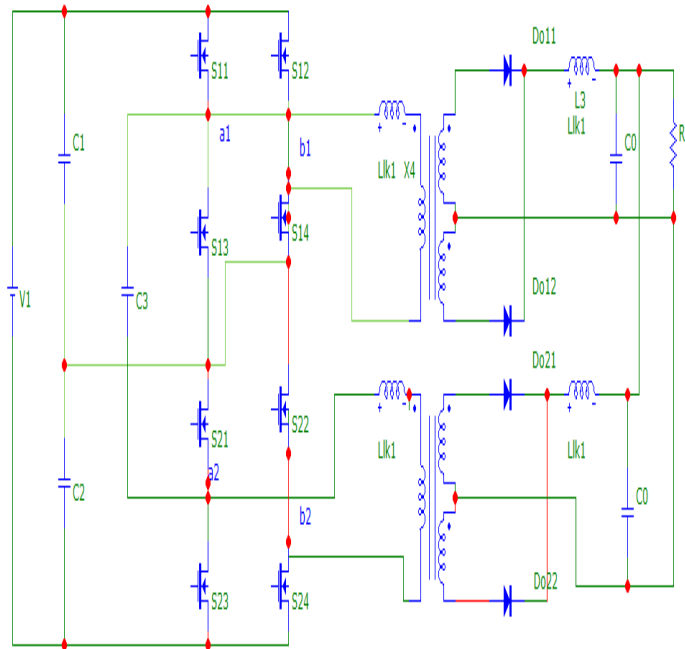 Do11
S11
S12
L3
Llk1
C1
a1
b1
C0
R
Llk1 X4
S13
S14
V1
C3
Do12
Do21
S21
S22
Llk1
Llk1
a2
C2
b2
C0
Do22
S23
S24
+ -
+ -
+ -
+ -